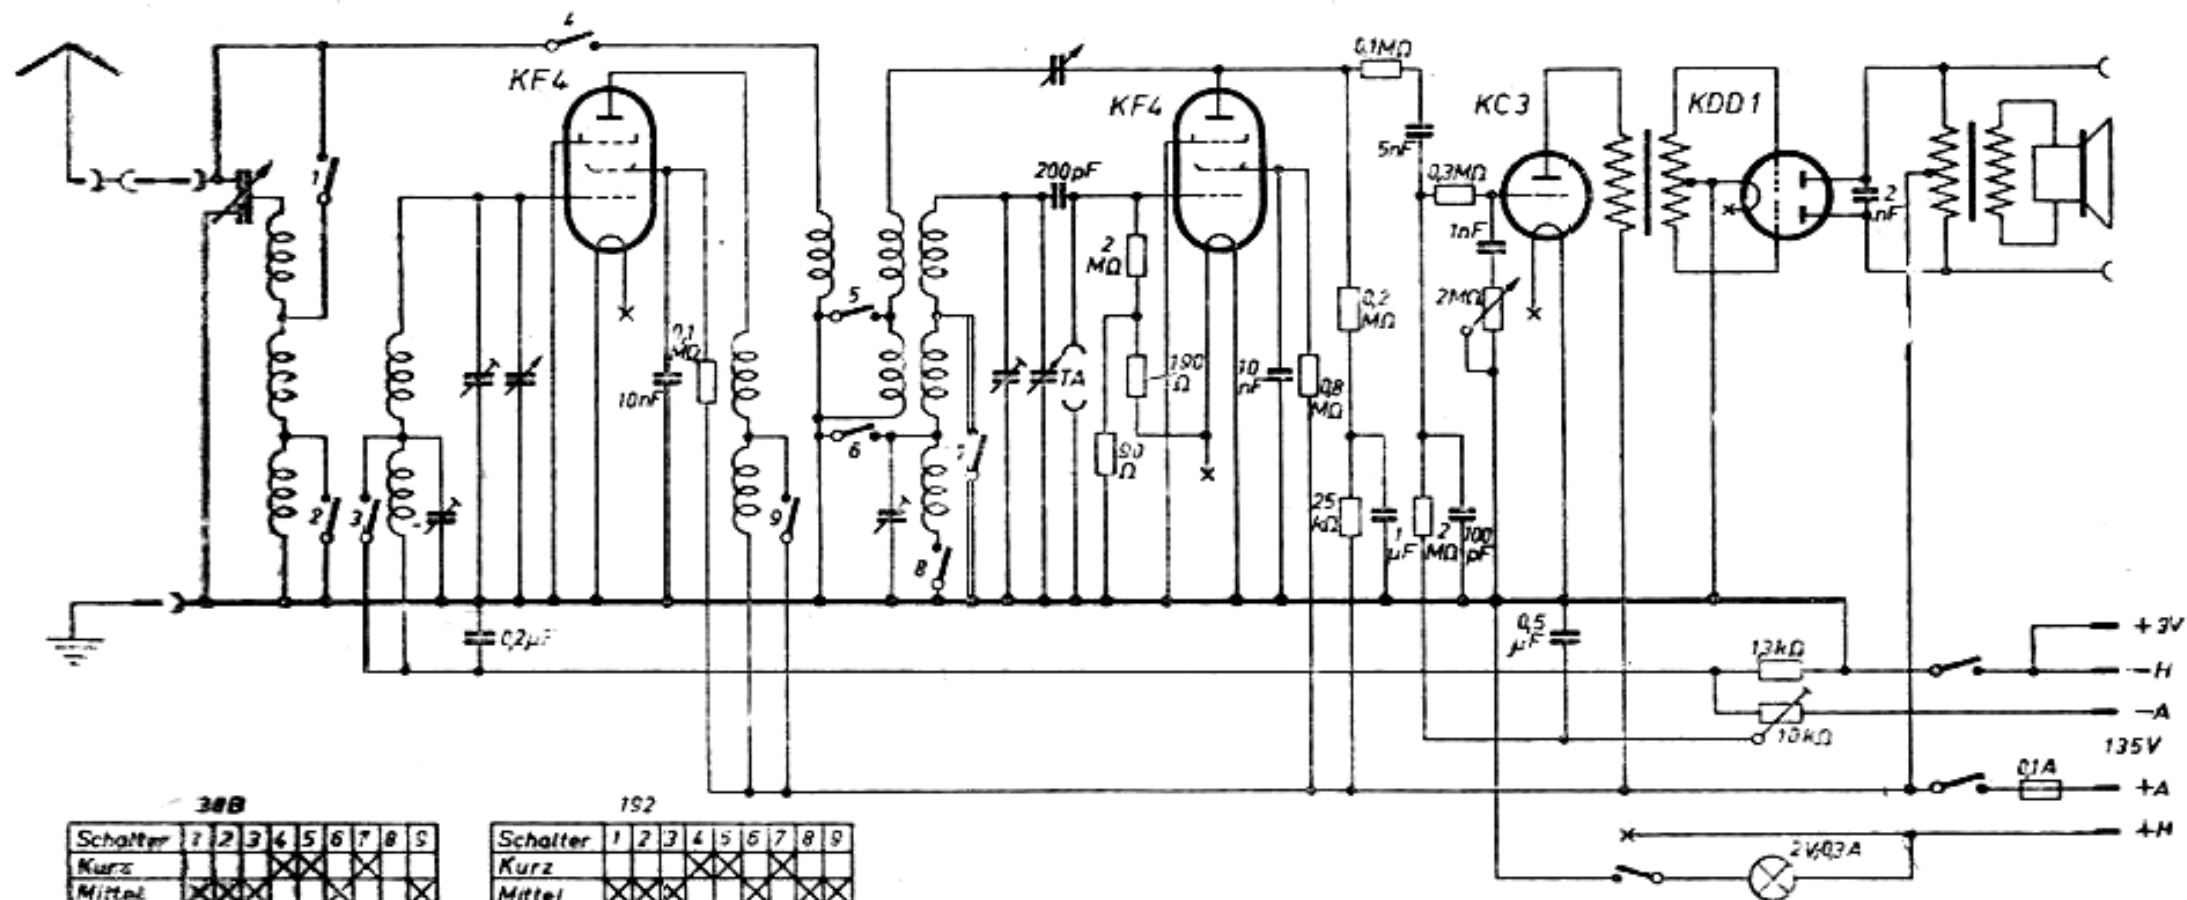 4
KF4
KF4
0,1MΩ
KC3
KDD1
1
200pF
5nF
0,3MΩ
2 nF
1nF
2 MΩ
2MΩ
5
0,2 MΩ
0,1 MΩ
10nF
TA
190 Ω
10 nF
0,8 MΩ
6
90 Ω
2
3
9
8
25 kΩ
1 µF
2 MΩ
100 pF
0,2µF
0,5 µF
+3V
1,3kΩ
-H
-A
10kΩ
135V
0,1A
+A
+H
2V,0,3A
38B
192
Schalter 1 2 3 4 5 6 7 8 9
Schalter 1 2 3 4 5 6 7 8 9
Kurz
Kurz
Mittel
Mittel